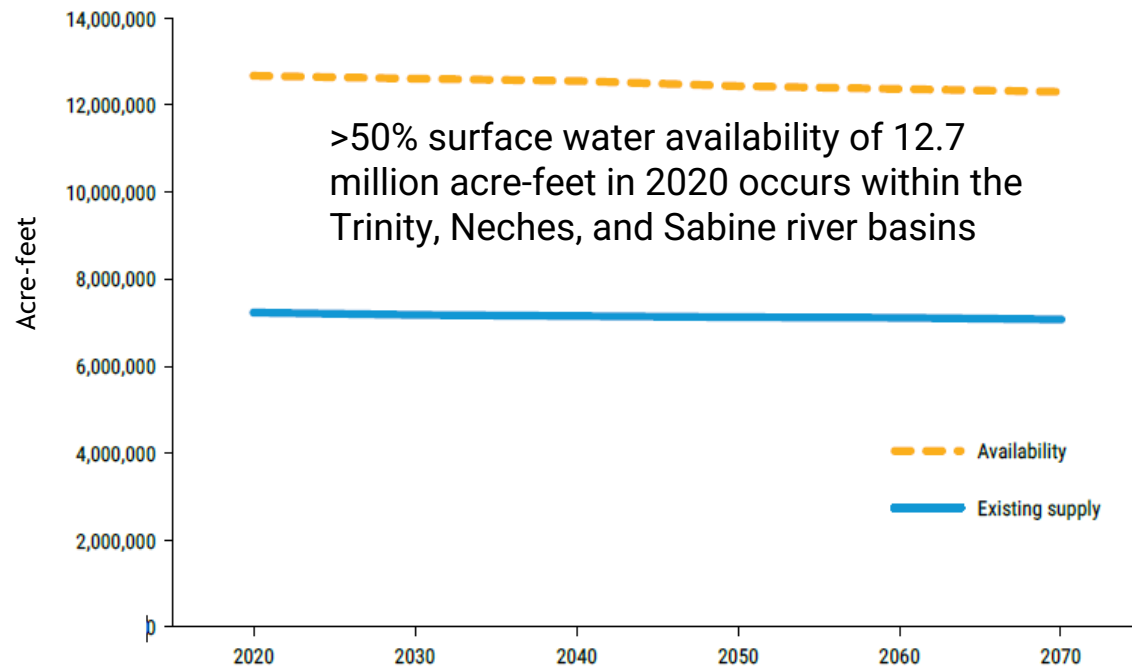 14,000,000
12,000,000
>50% surface water availability of 12.7
million acre-feet in 2020 occurs within the
Trinity, Neches, and Sabine river basins
10,000,000
8,000,000
Acre-feet
6,000,000
4,000,000
Availability
Existing supply
2,000,000
0
2020 2030 2040 2050 2060 2070